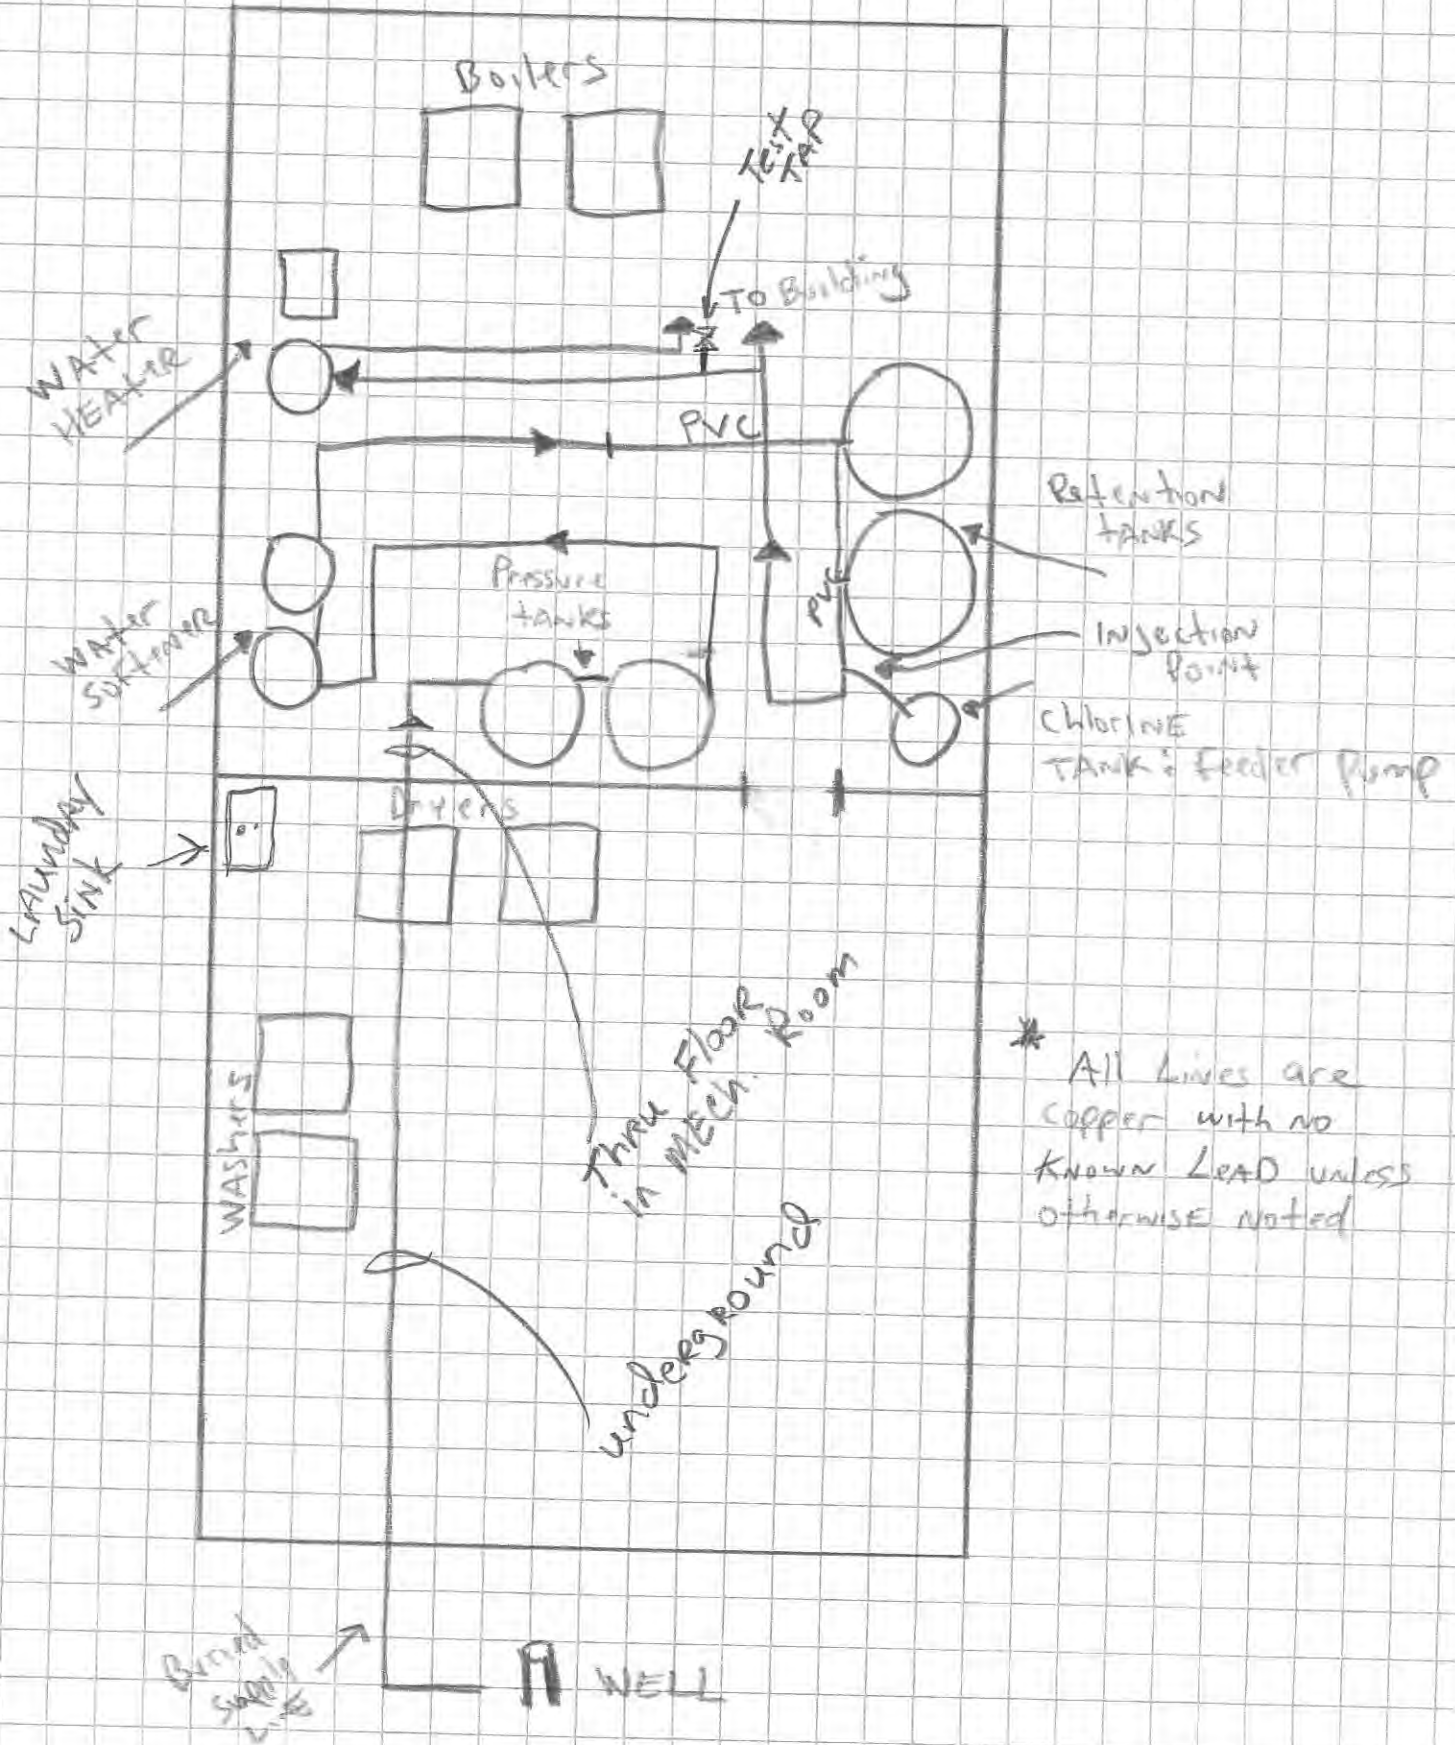 Boilers
Test
TAP
TO Building
WAter
HEAtER
PVC
Retention
tANKS
Pressure
tanks
PVC
WAter
SOFtENER
INJection
Point
ChlorINE
TANK & Feeder Pump
Dryers
LAUNdRY
SiNK
Thru FlooR
in MECH. Room
WAShers
* All Lines are
Copper with no
KNOWN LEAD unless
OtherwISE Noted
UndergROUNd
Buried
Supply
LiNE
WELL